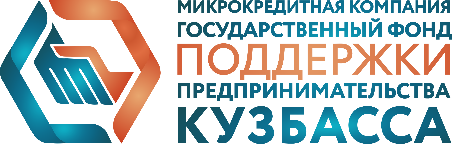 МИКРОКРЕДИТНАЯ КОМПАНИЯ
ГОСУДАРСТВЕННЫЙ ФОНД
ПОДДЕРЖКИ
ПРЕДПРИНИМАТЕЛЬСТВА
КУЗБАССА